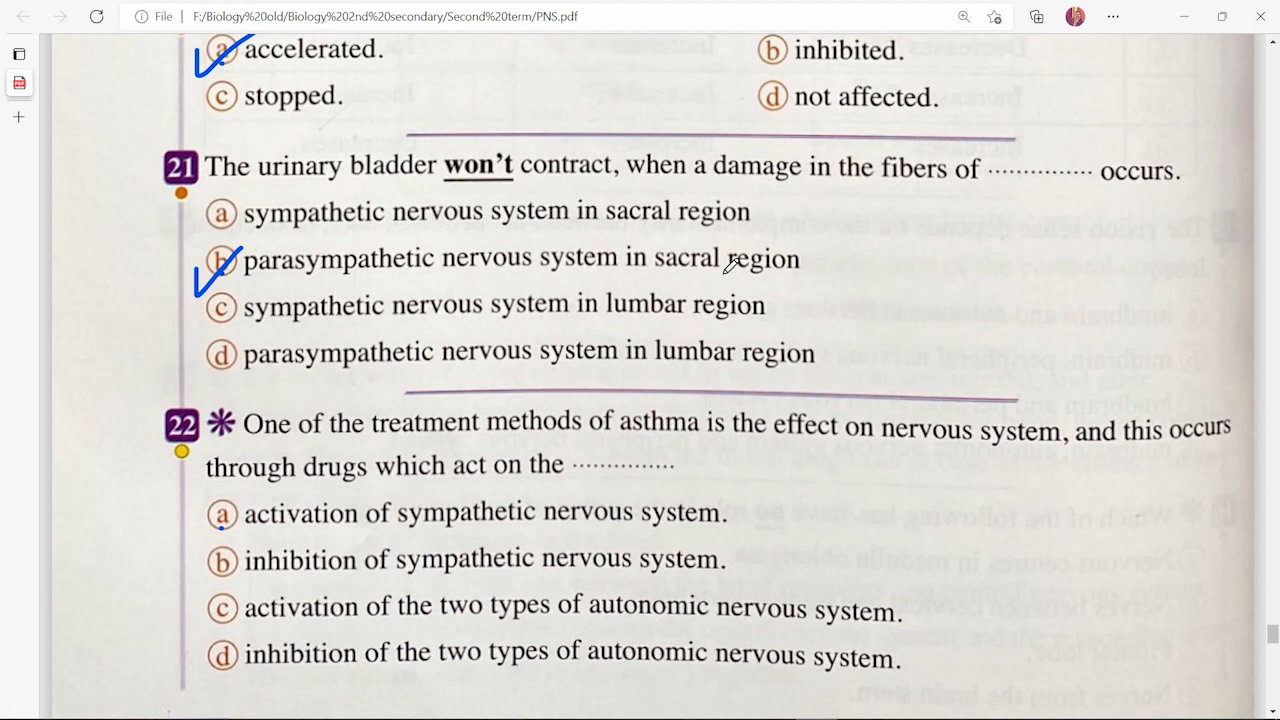 File
F:/Biology%20old/Biology%202nd%20secondary/Second%20term/PNS.pdf
a accelerated.
b inhibited.
c stopped.
d not affected.
21 The urinary bladder won't contract, when a damage in the fibers of ............... occurs.
a sympathetic nervous system in sacral region
b parasympathetic nervous system in sacral region
c sympathetic nervous system in lumbar region
d parasympathetic nervous system in lumbar region
22 * One of the treatment methods of asthma is the effect on nervous system, and this occurs
through drugs which act on the ...............
a activation of sympathetic nervous system.
b inhibition of sympathetic nervous system.
c activation of the two types of autonomic nervous system.
d inhibition of the two types of autonomic nervous system.